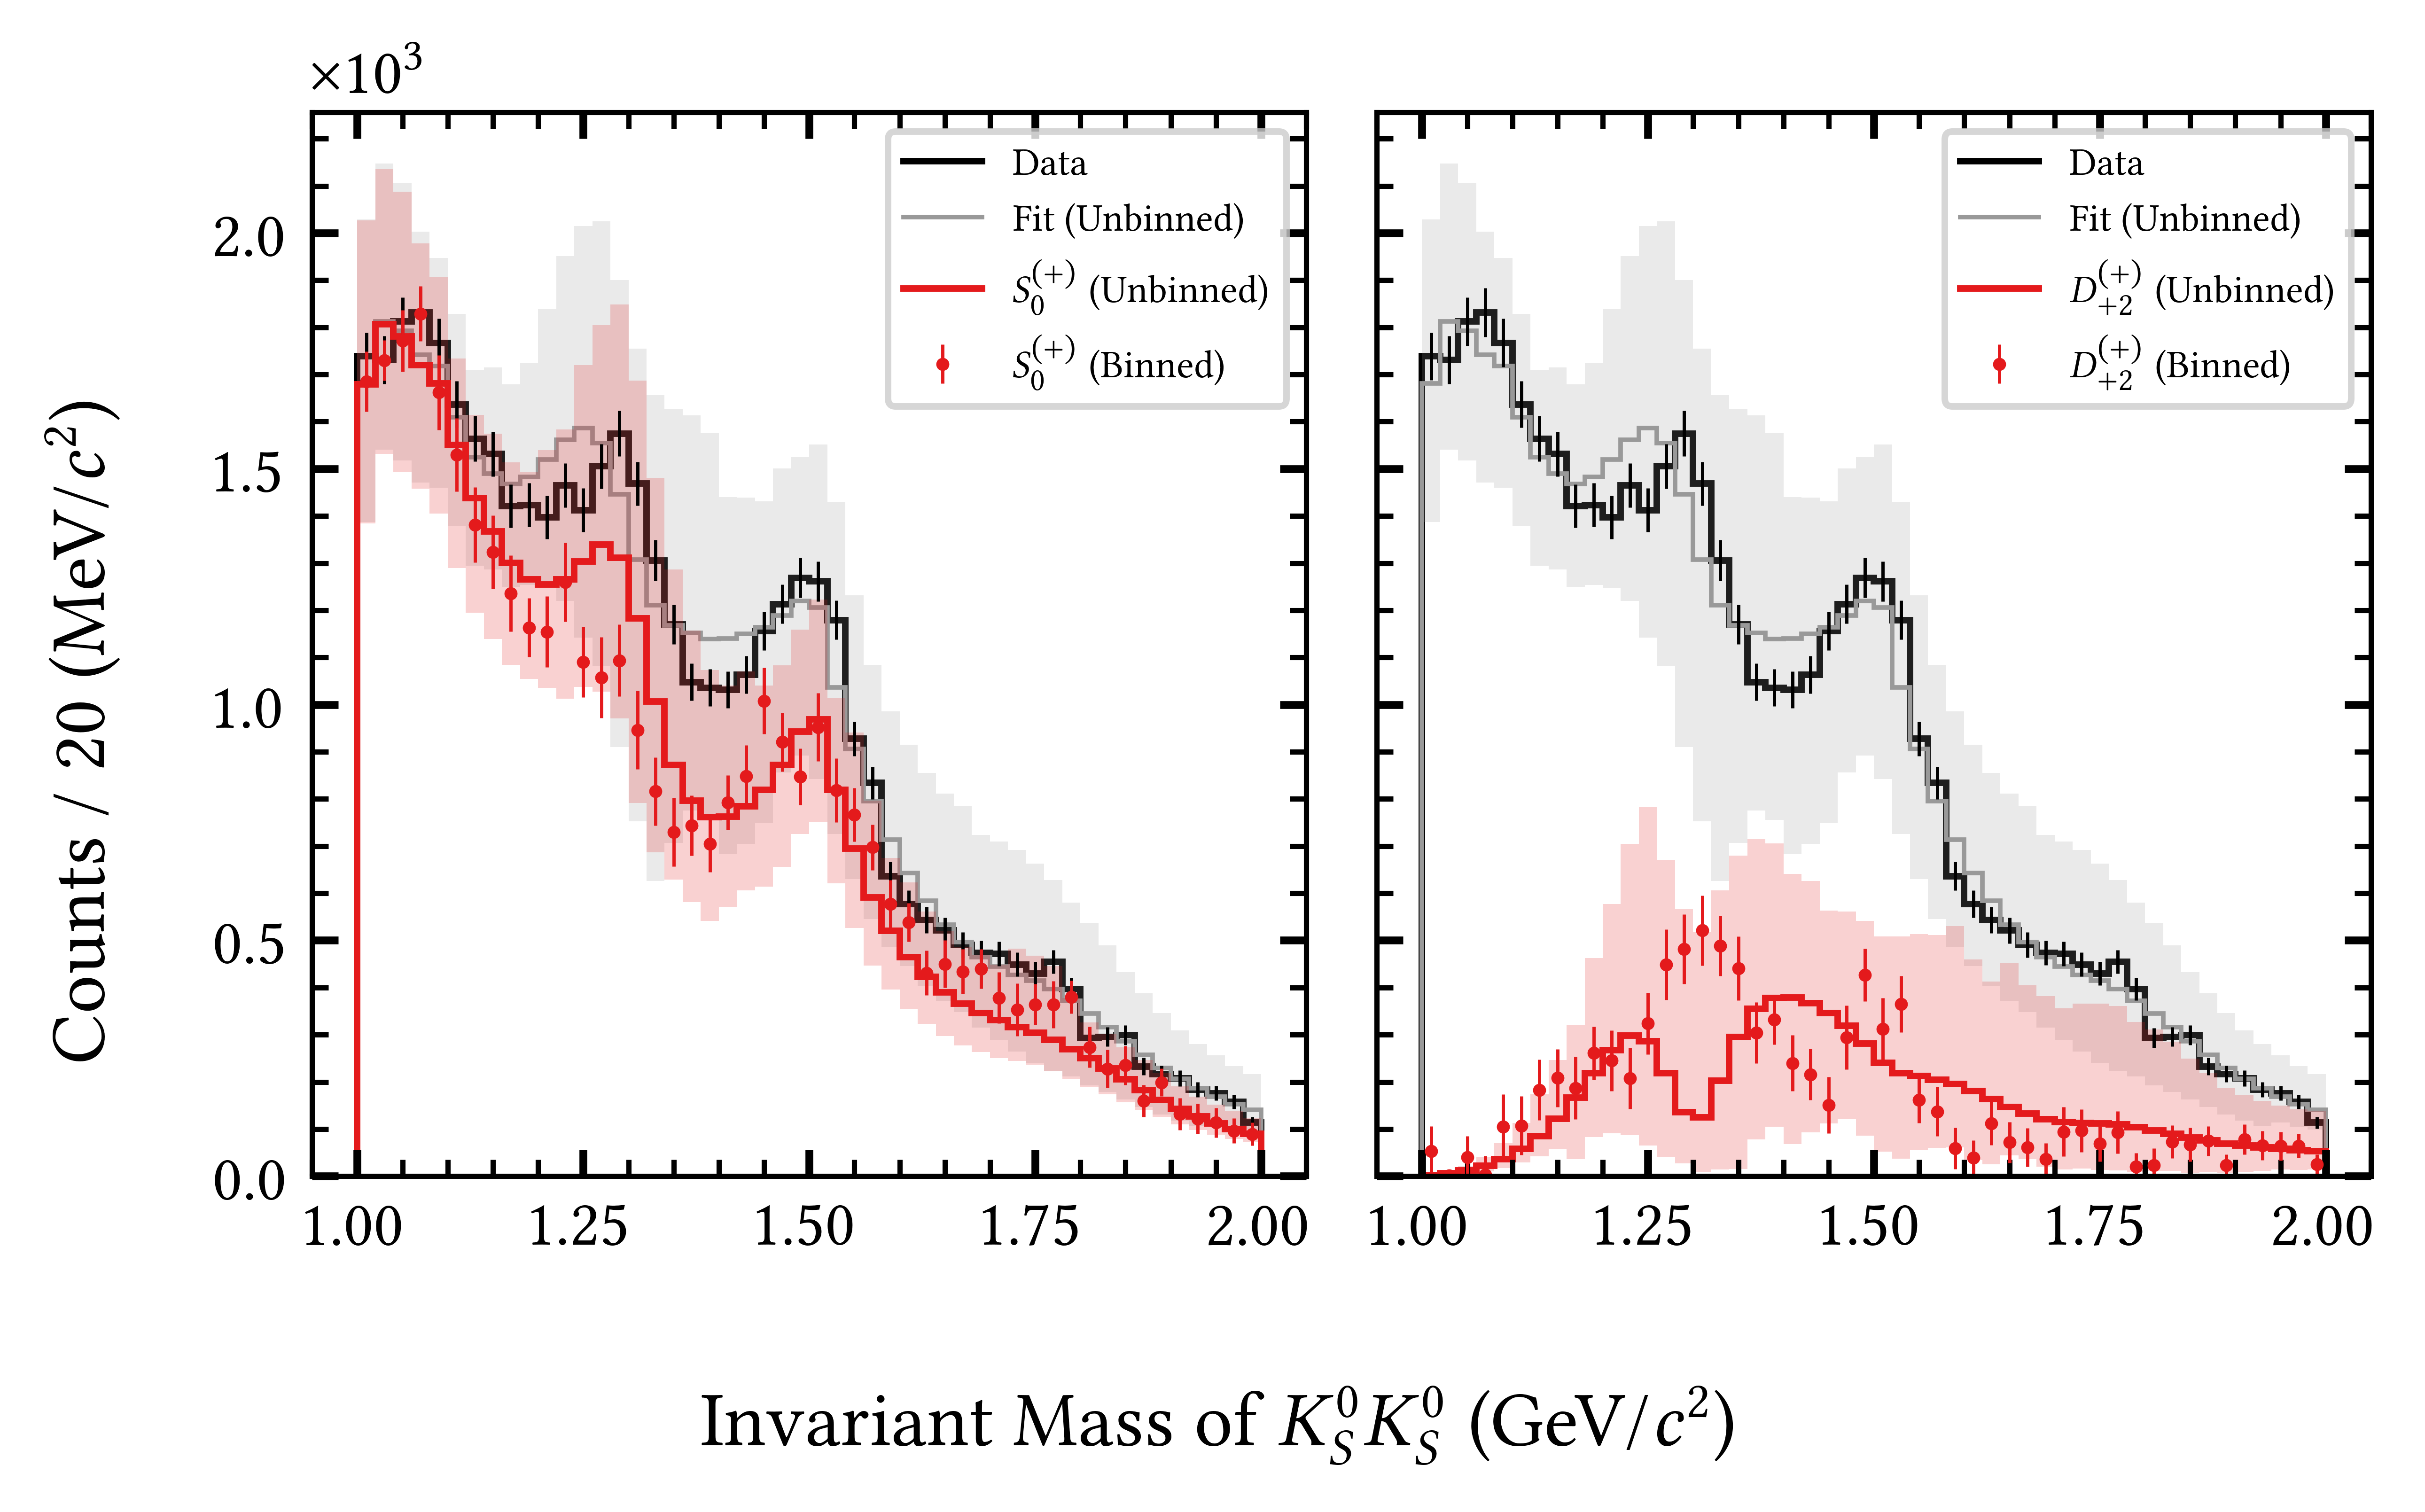 ×10³
Counts / 20 (MeV/c²)
2.0
1.5
1.0
0.5
0.0
Data
Fit (Unbinned)
S₀⁽⁺⁾ (Unbinned)
S₀⁽⁺⁾ (Binned)
1.00 1.25 1.50 1.75 2.00
Data
Fit (Unbinned)
D₊₂⁽⁺⁾ (Unbinned)
D₊₂⁽⁺⁾ (Binned)
1.00 1.25 1.50 1.75 2.00
Invariant Mass of K_S⁰K_S⁰ (GeV/c²)